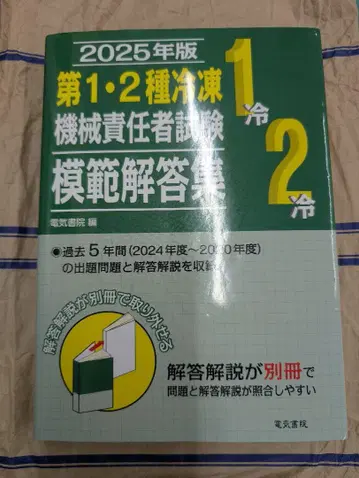 2025年版
第1・2種冷凍
機械責任者試験
模範解答集
1冷
2冷
電気書院 編
●過去5年間(2024年度~2020年度)
の出題問題と解答解説を収録
解答解説が別冊で取り外せる
解答解説が別冊で
問題と解答解説が照合しやすい
電気書院